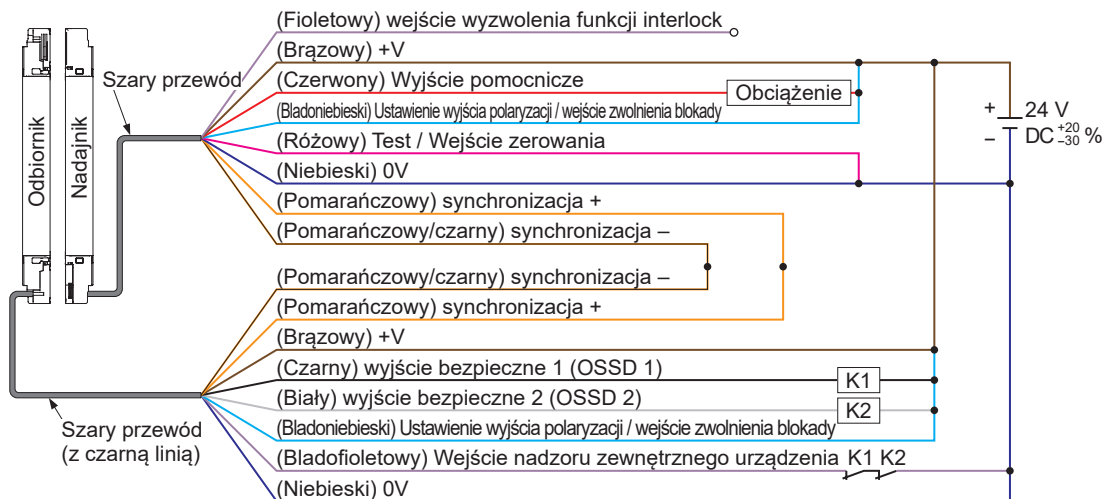 (Fioletowy) wejście wyzwolenia funkcji interlock
(Brązowy) +V
Szary przewód
(Czerwony) Wyjście pomocnicze
Obciążenie
(Bladoniebieski) Ustawienie wyjścia polaryzacji / wejście zwolnienia blokady
+ 24 V
– DC +20 –30 %
(Różowy) Test / Wejście zerowania
(Niebieski) 0V
Odbiornik
Nadajnik
(Pomarańczowy) synchronizacja +
(Pomarańczowy/czarny) synchronizacja –
(Pomarańczowy/czarny) synchronizacja –
(Pomarańczowy) synchronizacja +
(Brązowy) +V
(Czarny) wyjście bezpieczne 1 (OSSD 1)
K1
(Biały) wyjście bezpieczne 2 (OSSD 2)
K2
(Bladoniebieski) Ustawienie wyjścia polaryzacji / wejście zwolnienia blokady
Szary przewód
(z czarną linią)
(Bladofioletowy) Wejście nadzoru zewnętrznego urządzenia K1 K2
(Niebieski) 0V